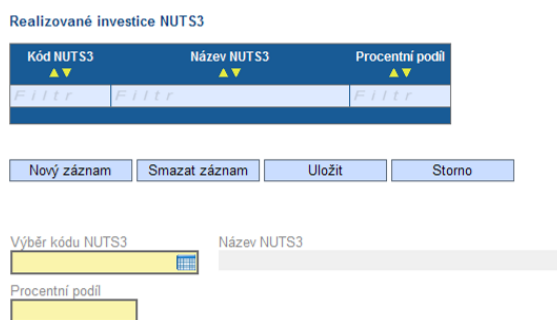 Realizované investice NUTS3
Kód NUTS3 Název NUTS3 Procentní podíl
Filtr Filtr Filtr
Nový záznam Smazat záznam Uložit Storno
Výběr kódu NUTS3 Název NUTS3
Procentní podíl